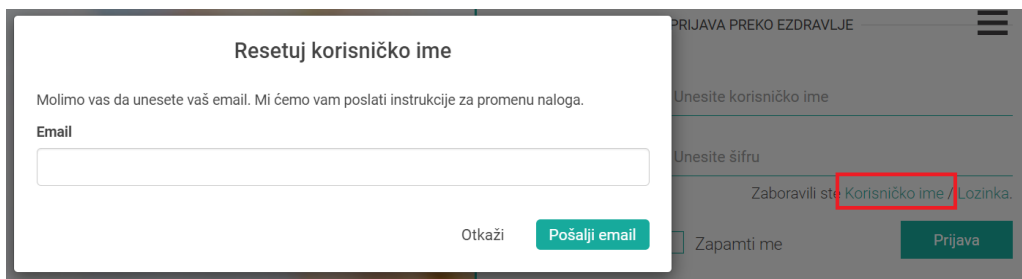 Resetuj korisničko ime
Molimo vas da unesete vaš email. Mi ćemo vam poslati instrukcije za promenu naloga.
Email
Otkaži
Pošalji email
PRIJAVA PREKO EZDRAVLJE
Unesite korisničko ime
Unesite šifru
Zaboravili ste Korisničko ime / Lozinka.
Zapamti me
Prijava